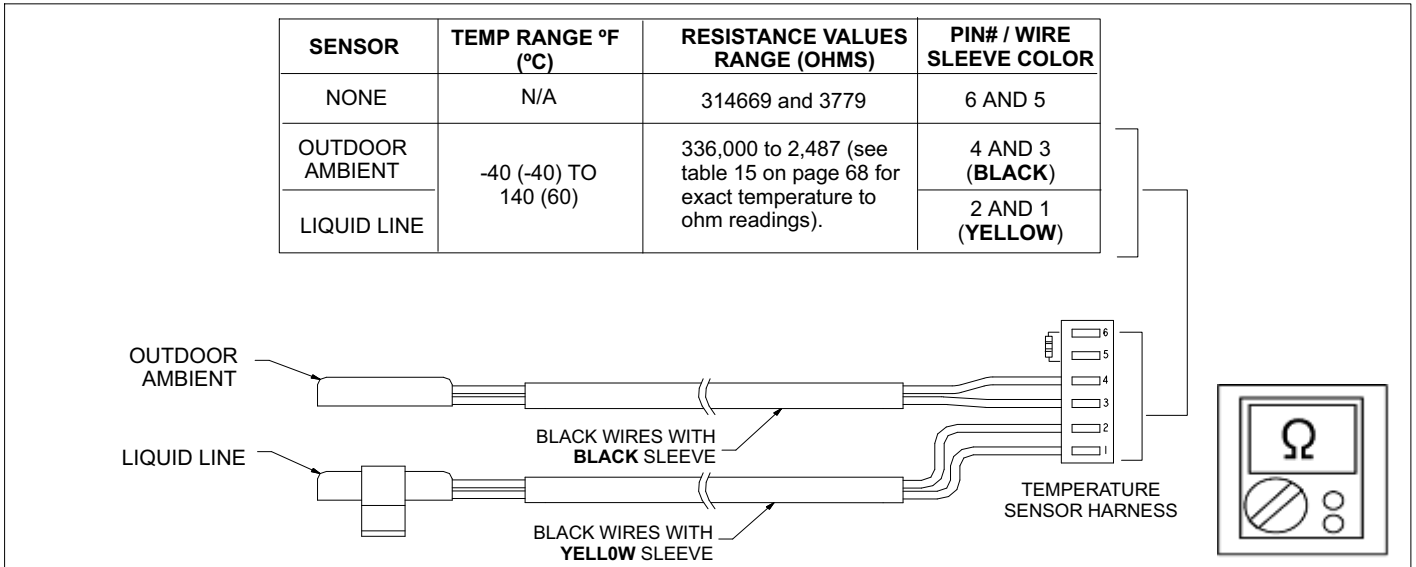 SENSOR
TEMP RANGE ºF
(ºC)
RESISTANCE VALUES
RANGE (OHMS)
PIN# / WIRE
SLEEVE COLOR
NONE
N/A
314669 and 3779
6 AND 5
OUTDOOR
AMBIENT
-40 (-40) TO
140 (60)
336,000 to 2,487 (see
table 15 on page 68 for
exact temperature to
ohm readings).
4 AND 3
(BLACK)
LIQUID LINE
2 AND 1
(YELLOW)
OUTDOOR
AMBIENT
BLACK WIRES WITH
BLACK SLEEVE
LIQUID LINE
BLACK WIRES WITH
YELL0W SLEEVE
6
5
4
3
2
1
TEMPERATURE
SENSOR HARNESS
Ω